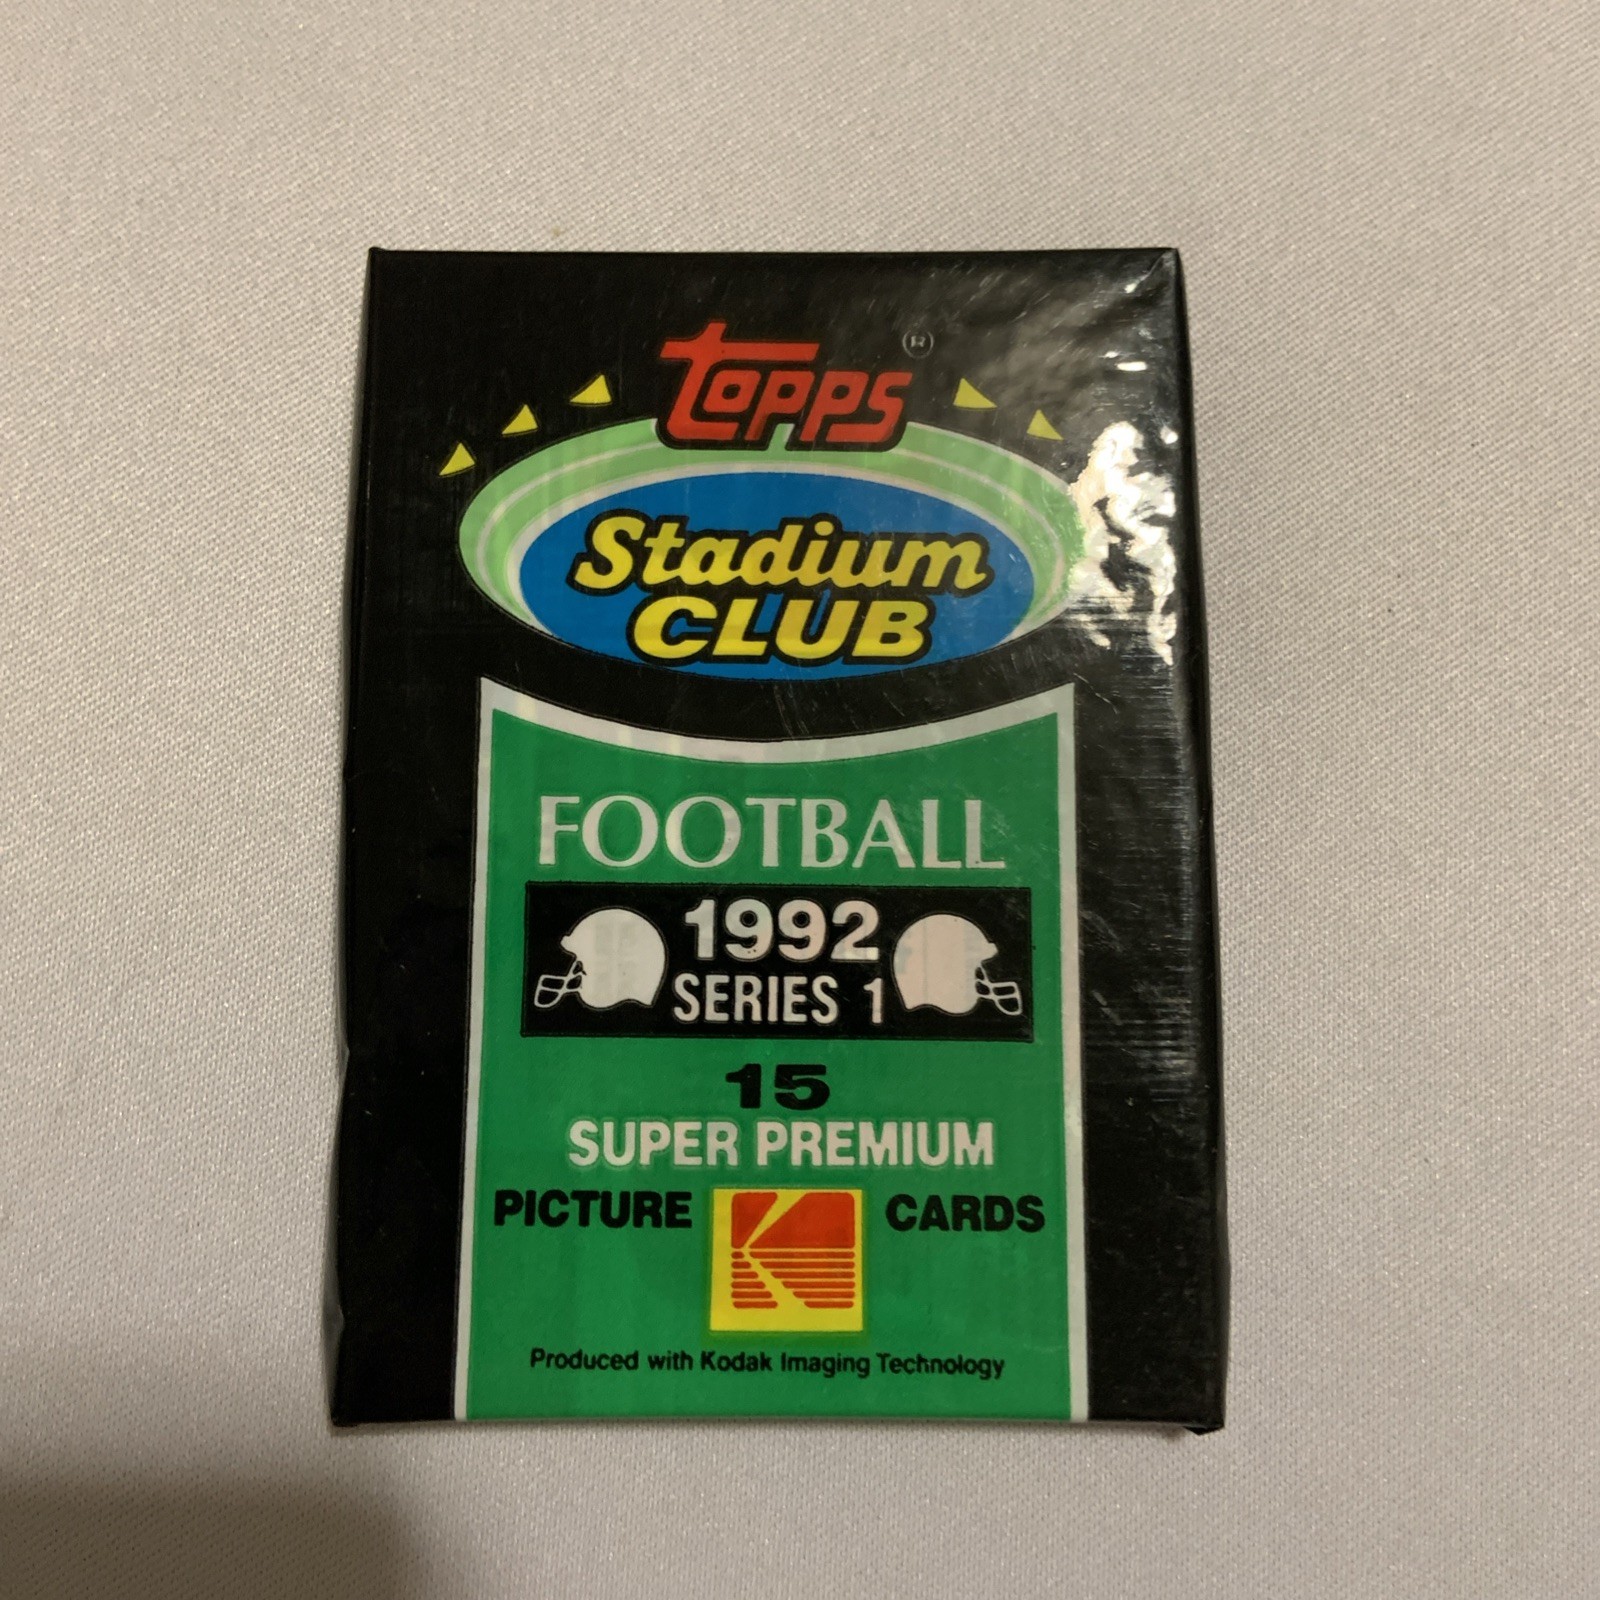 Topps ®
Stadium
CLUB
FOOTBALL
1992
SERIES 1
15
SUPER PREMIUM
PICTURE K CARDS
Produced with Kodak Imaging Technology